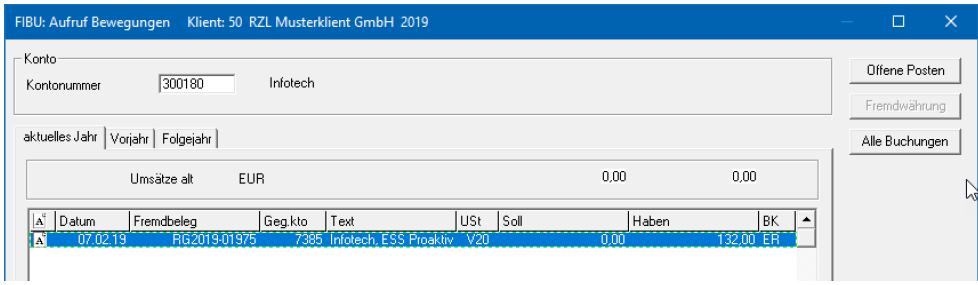 FIBU: Aufruf Bewegungen Klient: 50 RZL Musterklient GmbH 2019
Konto
Kontonummer 300180 Infotech
Offene Posten
Fremdwährung
Alle Buchungen
aktuelles Jahr Vorjahr Folgejahr
Umsätze alt EUR 0,00 0,00
A Datum Fremdbeleg Geg.kto Text USt Soll Haben BK
A 07.02.19 RG2019-01975 7385 Infotech, ESS Proaktiv V20 0,00 132,00 ER